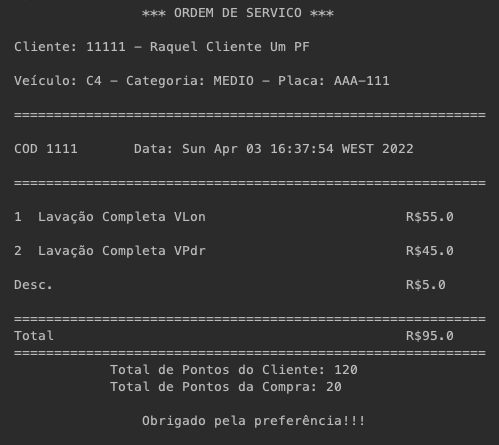 *** ORDEM DE SERVICO ***
Cliente: 11111 - Raquel Cliente Um PF
Veículo: C4 - Categoria: MEDIO - Placa: AAA-111
===========================================================
COD 1111       Data: Sun Apr 03 16:37:54 WEST 2022
===========================================================
1  Lavação Completa VLon                         R$55.0
2  Lavação Completa VPdr                         R$45.0
Desc.                                            R$5.0
===========================================================
Total                                            R$95.0
===========================================================
Total de Pontos do Cliente: 120
Total de Pontos da Compra: 20
Obrigado pela preferência!!!